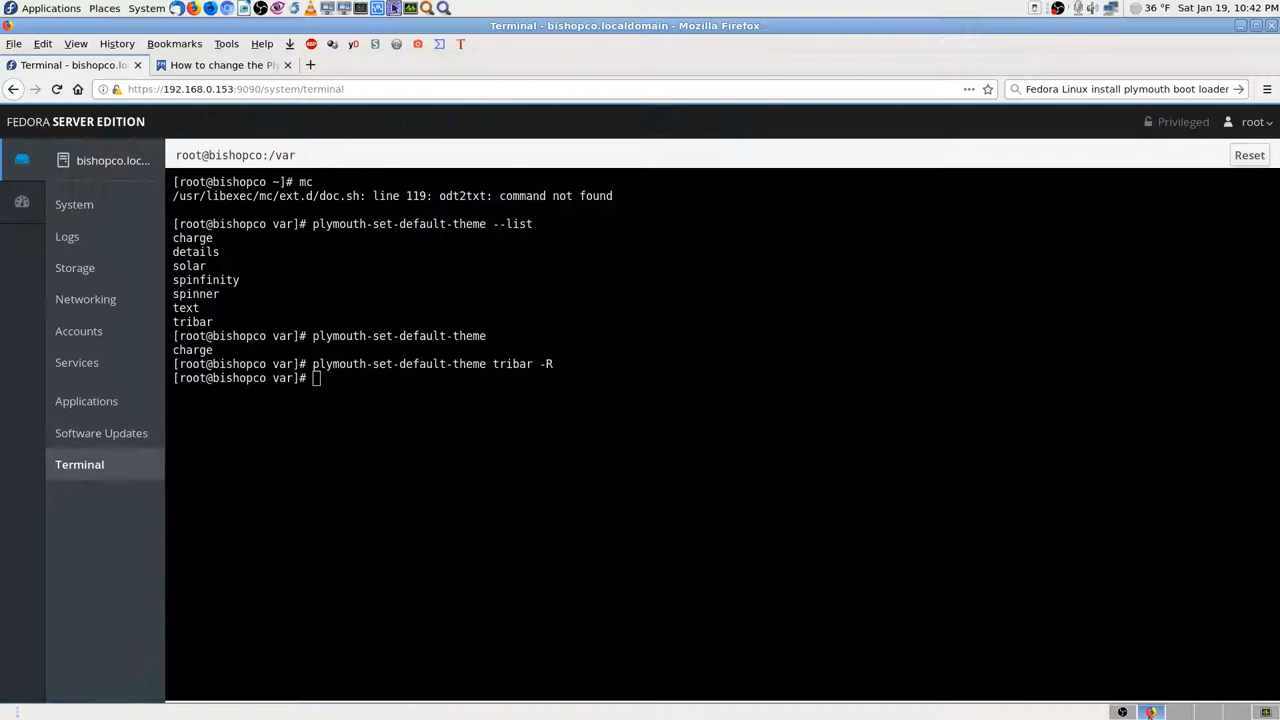 Applications Places System 36 °F Sat Jan 19, 10:42 PM
Terminal - bishopco.localdomain - Mozilla Firefox
File Edit View History Bookmarks Tools Help ABP yD S T
Terminal - bishopco.lo How to change the Pl
https://192.168.0.153:9090/system/terminal Fedora Linux install plymouth boot loader
FEDORA SERVER EDITION Privileged root
bishopco.loc... root@bishopco:/var Reset
System
Logs
Storage
Networking
Accounts
Services
Applications
Software Updates
Terminal
[root@bishopco ~]# mc
/usr/libexec/mc/ext.d/doc.sh: line 119: odt2txt: command not found
[root@bishopco var]# plymouth-set-default-theme --list
charge
details
solar
spinfinity
spinner
text
tribar
[root@bishopco var]# plymouth-set-default-theme
charge
[root@bishopco var]# plymouth-set-default-theme tribar -R
[root@bishopco var]#